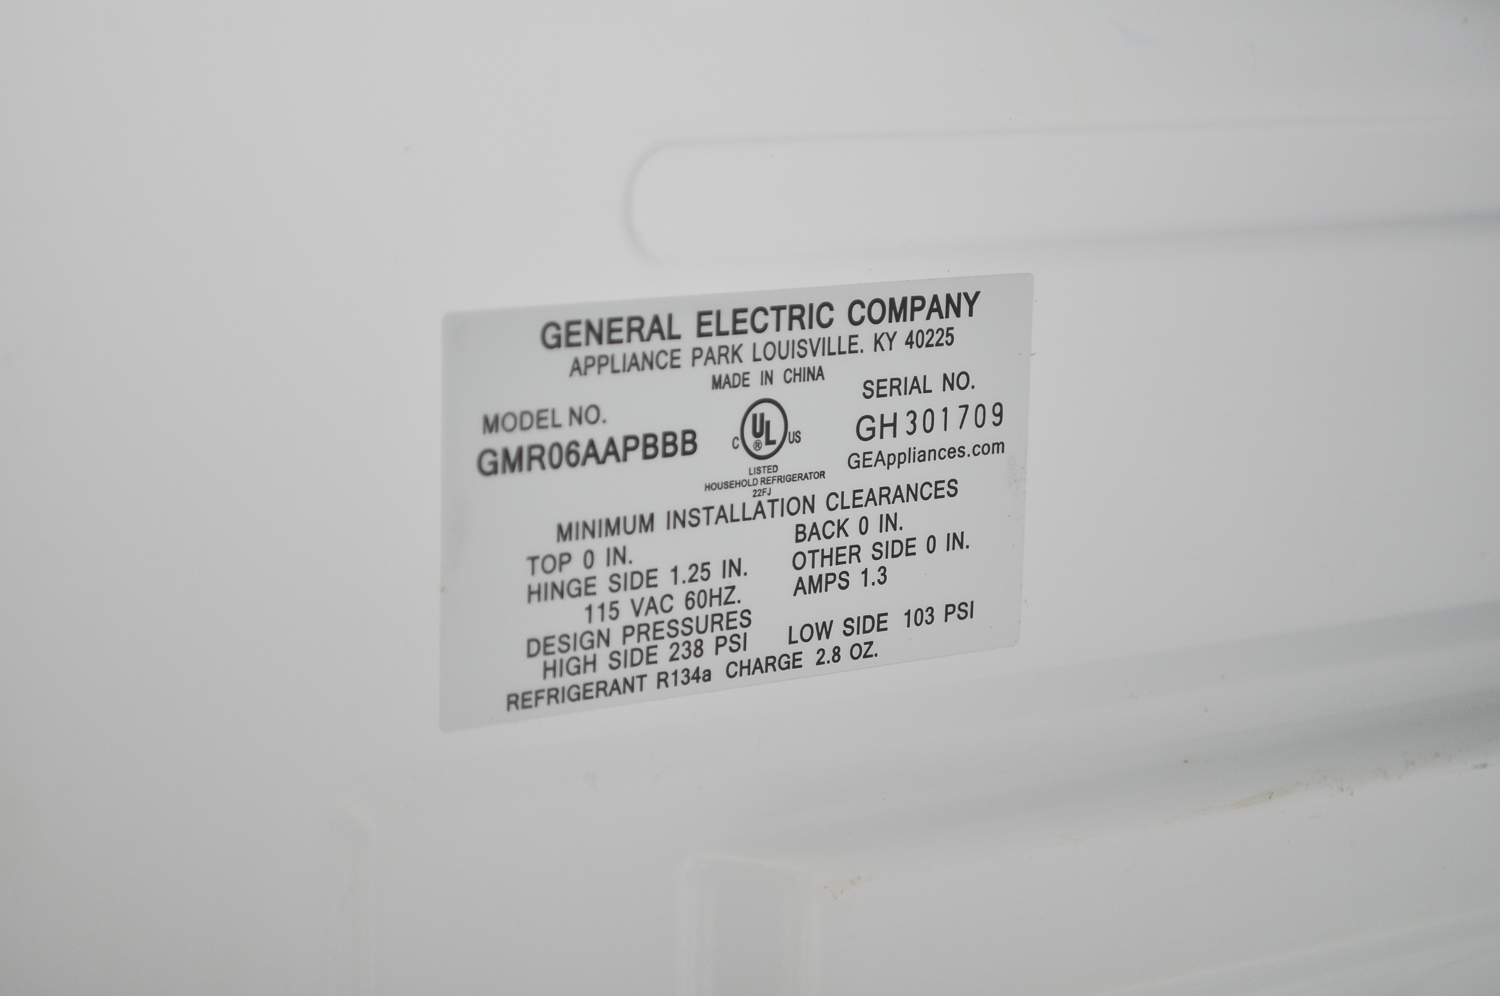 GENERAL ELECTRIC COMPANY
APPLIANCE PARK LOUISVILLE. KY 40225
MADE IN CHINA
MODEL NO.
GMR06AAPBBB
C UL ® US
LISTED
HOUSEHOLD REFRIGERATOR
22FJ
SERIAL NO.
GH301709
GEAppliances.com
MINIMUM INSTALLATION CLEARANCES
TOP 0 IN. BACK 0 IN.
HINGE SIDE 1.25 IN. OTHER SIDE 0 IN.
115 VAC 60HZ. AMPS 1.3
DESIGN PRESSURES
HIGH SIDE 238 PSI LOW SIDE 103 PSI
REFRIGERANT R134a CHARGE 2.8 OZ.